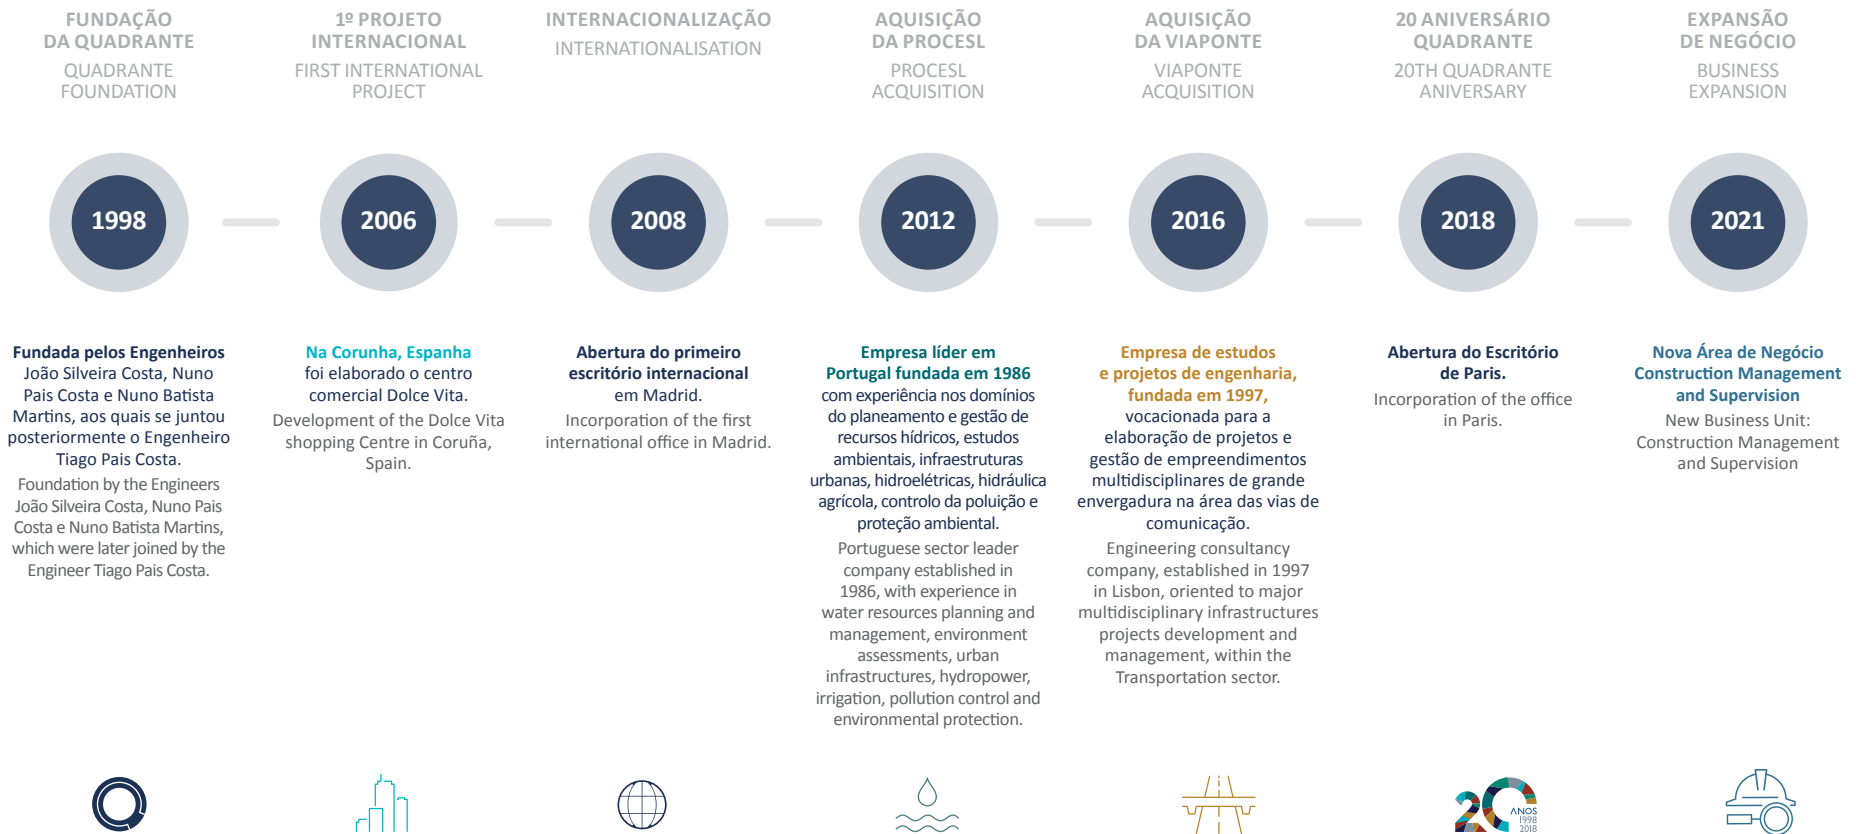 FUNDAÇÃO
DA QUADRANTE
QUADRANTE
FOUNDATION
1998
Fundada pelos Engenheiros
João Silveira Costa, Nuno
Pais Costa e Nuno Batista
Martins, aos quais se juntou
posteriormente o Engenheiro
Tiago Pais Costa.
Foundation by the Engineers
João Silveira Costa, Nuno Pais
Costa e Nuno Batista Martins,
which were later joined by the
Engineer Tiago Pais Costa.
1º PROJETO
INTERNACIONAL
FIRST INTERNATIONAL
PROJECT
2006
Na Corunha, Espanha
foi elaborado o centro
comercial Dolce Vita.
Development of the Dolce Vita
shopping Centre in Coruña,
Spain.
INTERNACIONALIZAÇÃO
INTERNATIONALISATION
2008
Abertura do primeiro
escritório internacional
em Madrid.
Incorporation of the first
international office in Madrid.
AQUISIÇÃO
DA PROCESL
PROCESL
ACQUISITION
2012
Empresa líder em
Portugal fundada em 1986
com experiência nos domínios
do planeamento e gestão de
recursos hídricos, estudos
ambientais, infraestruturas
urbanas, hidroelétricas, hidráulica
agrícola, controlo da poluição e
proteção ambiental.
Portuguese sector leader
company established in
1986, with experience in
water resources planning and
management, environment
assessments, urban
infrastructures, hydropower,
irrigation, pollution control and
environmental protection.
AQUISIÇÃO
DA VIAPONTE
VIAPONTE
ACQUISITION
2016
Empresa de estudos
e projetos de engenharia,
fundada em 1997,
vocacionada para a
elaboração de projetos e
gestão de empreendimentos
multidisciplinares de grande
envergadura na área das vias de
comunicação.
Engineering consultancy
company, established in 1997
in Lisbon, oriented to major
multidisciplinary infrastructures
projects development and
management, within the
Transportation sector.
20 ANIVERSÁRIO
QUADRANTE
20TH QUADRANTE
ANIVERSARY
2018
Abertura do Escritório
de Paris.
Incorporation of the office
in Paris.
20
ANOS
1998
2018
EXPANSÃO
DE NEGÓCIO
BUSINESS
EXPANSION
2021
Nova Área de Negócio
Construction Management
and Supervision
New Business Unit:
Construction Management
and Supervision